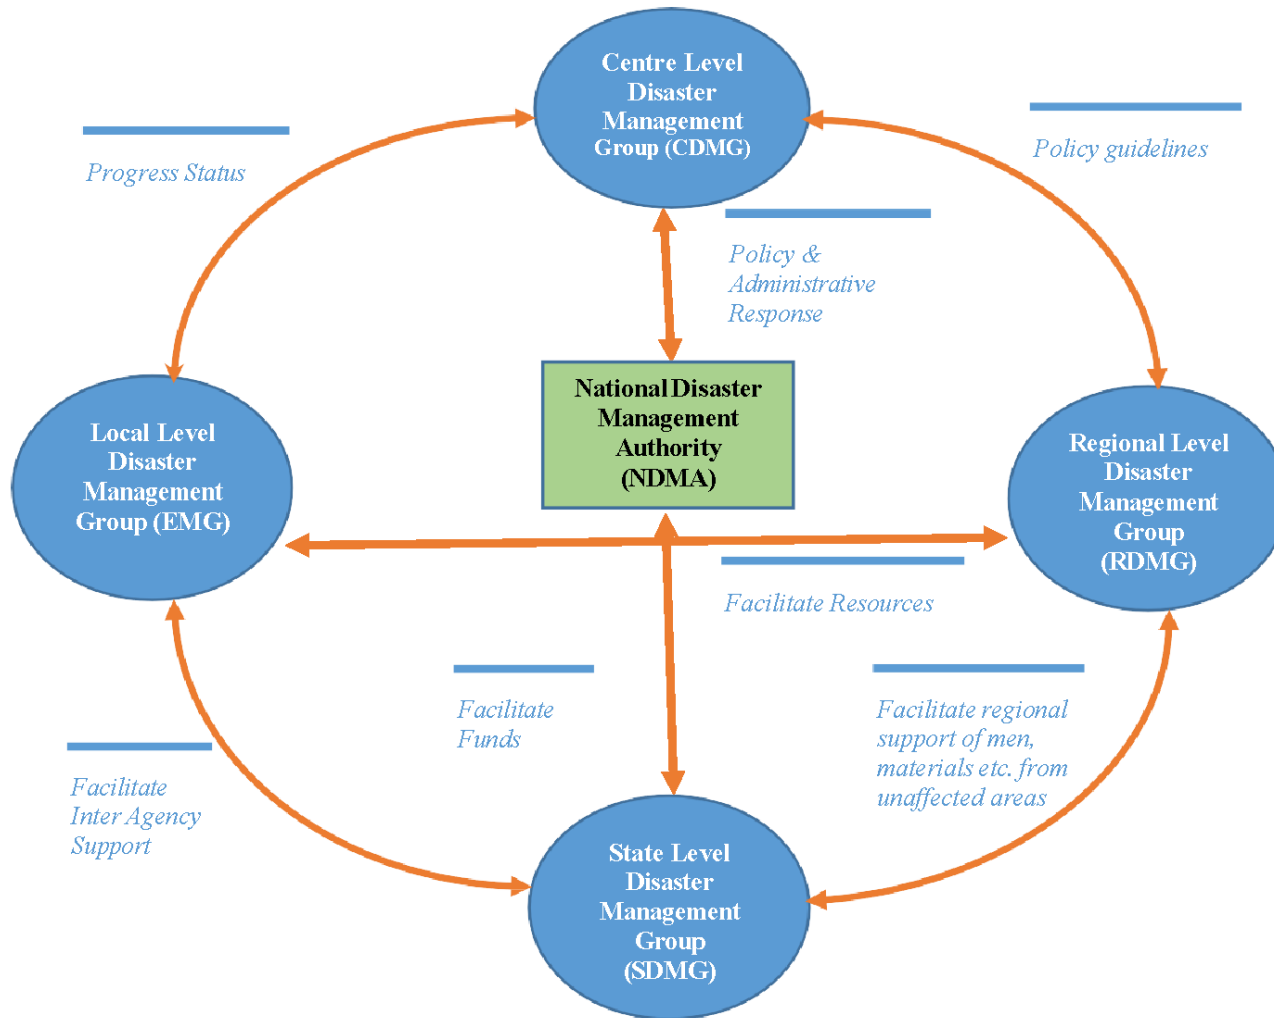 Centre Level
Disaster
Management
Group (CDMG)
Progress Status
Policy guidelines
Policy &
Administrative
Response
National Disaster
Management
Authority
(NDMA)
Local Level
Disaster
Management
Group (EMG)
Regional Level
Disaster
Management
Group
(RDMG)
Facilitate Resources
Facilitate
Funds
Facilitate regional
support of men,
materials etc. from
unaffected areas
Facilitate
Inter Agency
Support
State Level
Disaster
Management
Group
(SDMG)